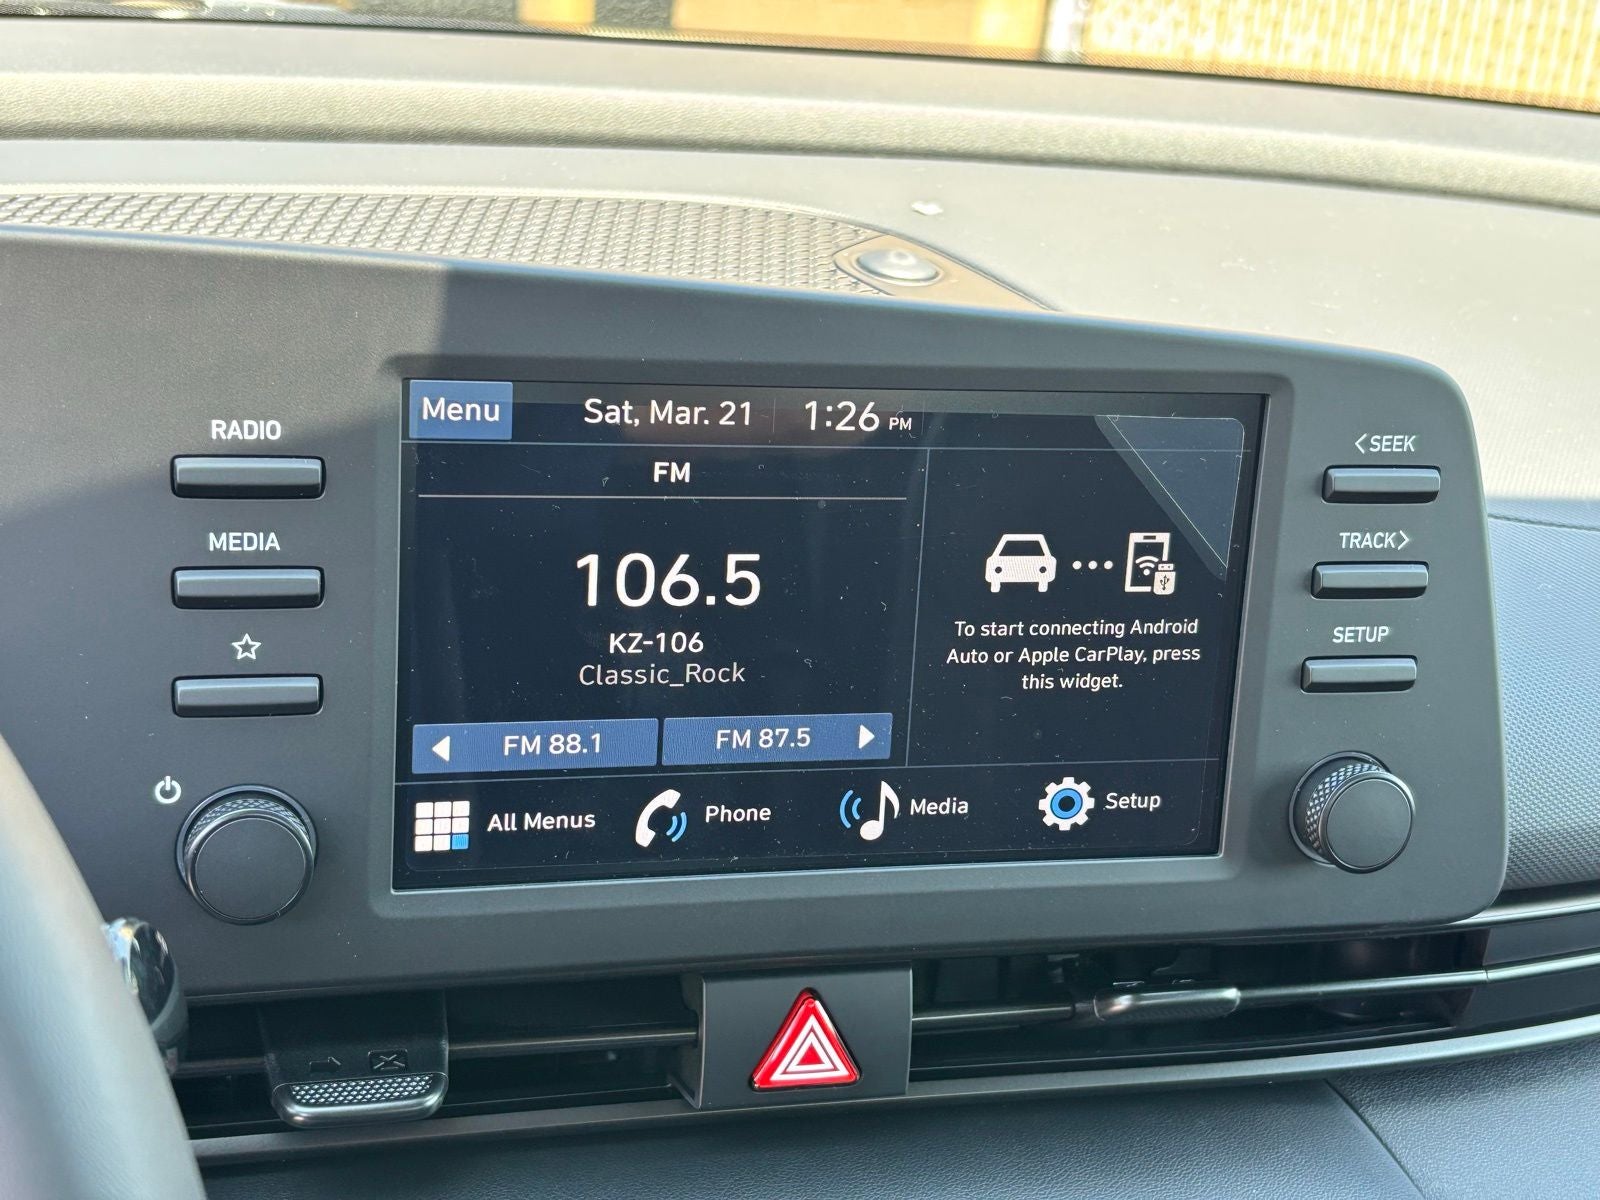 Menu
Sat, Mar. 21
1:26 PM
RADIO
<SEEK
FM
MEDIA
TRACK>
106.5
KZ-106
Classic_Rock
To start connecting Android
Auto or Apple CarPlay, press
this widget.
SETUP
FM 88.1
FM 87.5
All Menus
Phone
Media
Setup